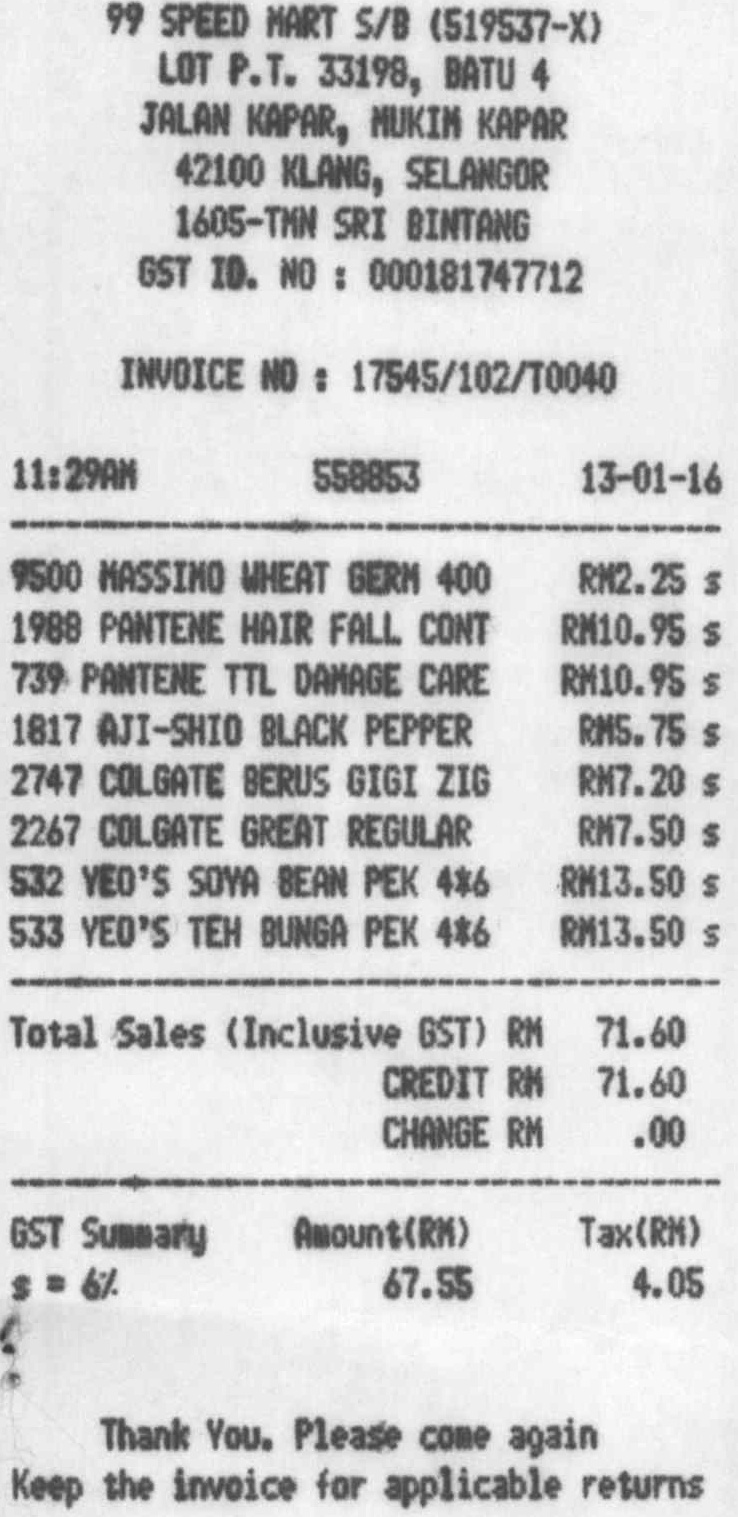 99 SPEED MART S/B (519537-X)
LOT P.T. 33198, BATU 4
JALAN KAPAR, MUKIM KAPAR
42100 KLANG, SELANGOR
1605-TMN SRI BINTANG
GST ID. NO : 000181747712
INVOICE NO : 17545/102/T0040
11:29AM 558853 13-01-16
9500 MASSIMO WHEAT GERM 400 RM2.25 s
1988 PANTENE HAIR FALL CONT RM10.95 s
739 PANTENE TTL DAMAGE CARE RM10.95 s
1817 AJI-SHIO BLACK PEPPER RM5.75 s
2747 COLGATE BERUS GIGI ZIG RM7.20 s
2267 COLGATE GREAT REGULAR RM7.50 s
532 YEO'S SOYA BEAN PEK 4*6 RM13.50 s
533 YEO'S TEH BUNGA PEK 4*6 RM13.50 s
Total Sales (Inclusive GST) RM 71.60
CREDIT RM 71.60
CHANGE RM .00
GST Summary Amount(RM) Tax(RM)
s = 6% 67.55 4.05
Thank You. Please come again
Keep the invoice for applicable returns